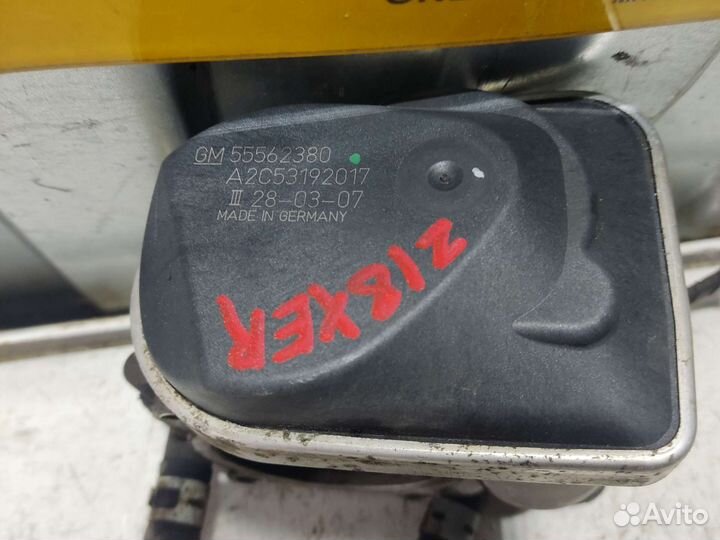 GM 55562380
A2C53192017
III 28-03-07
MADE IN GERMANY
Z18XER
Avito